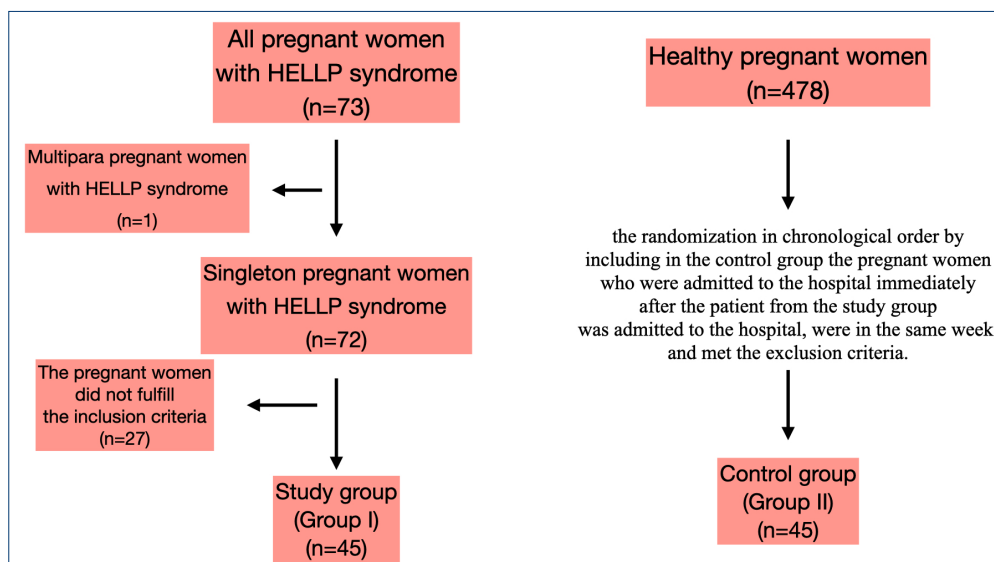 All pregnant women
with HELLP syndrome
(n=73)
Multipara pregnant women
with HELLP syndrome
(n=1)
Singleton pregnant women
with HELLP syndrome
(n=72)
The pregnant women
did not fulfill
the inclusion criteria
(n=27)
Study group
(Group I)
(n=45)
Healthy pregnant women
(n=478)
the randomization in chronological order by
including in the control group the pregnant women
who were admitted to the hospital immediately
after the patient from the study group
was admitted to the hospital, were in the same week
and met the exclusion criteria.
Control group
(Group II)
(n=45)